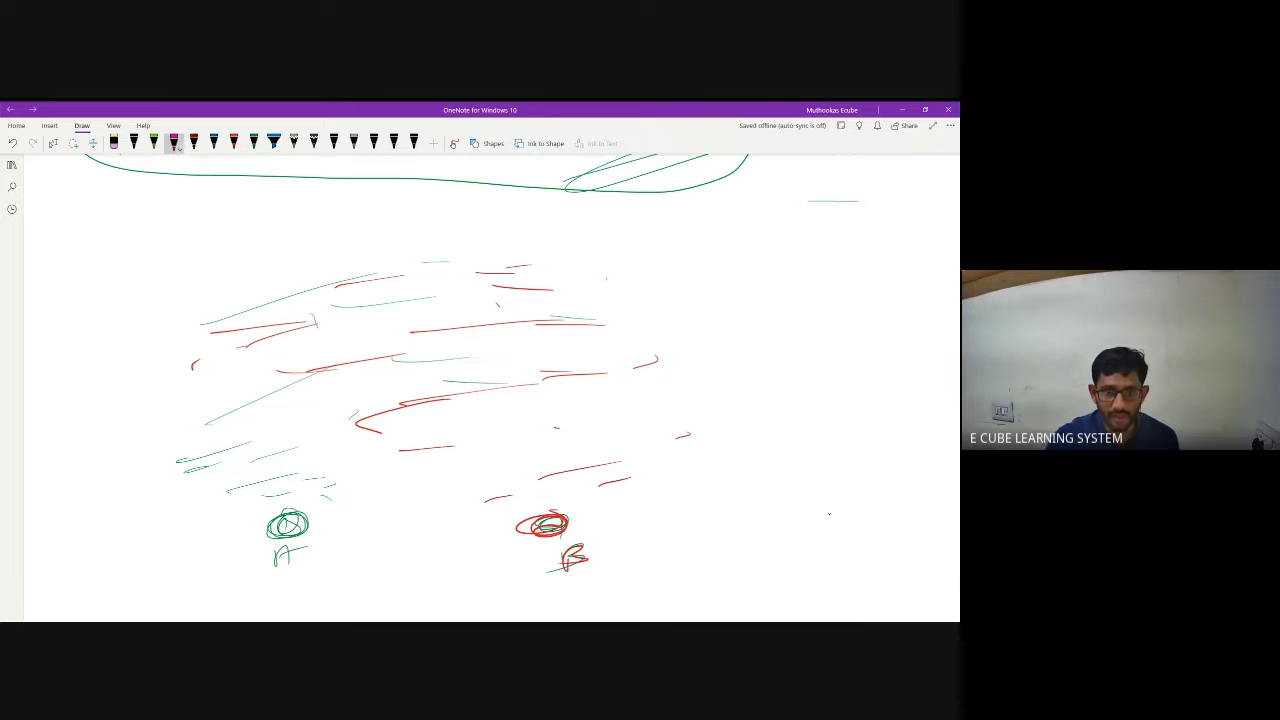 OneNote for Windows 10
Muthookas Ecube
Home Insert Draw View Help
Saved offline (auto-sync is off)
Share
Shapes
Ink to Shape
Ink to Text
A
B
E CUBE LEARNING SYSTEM